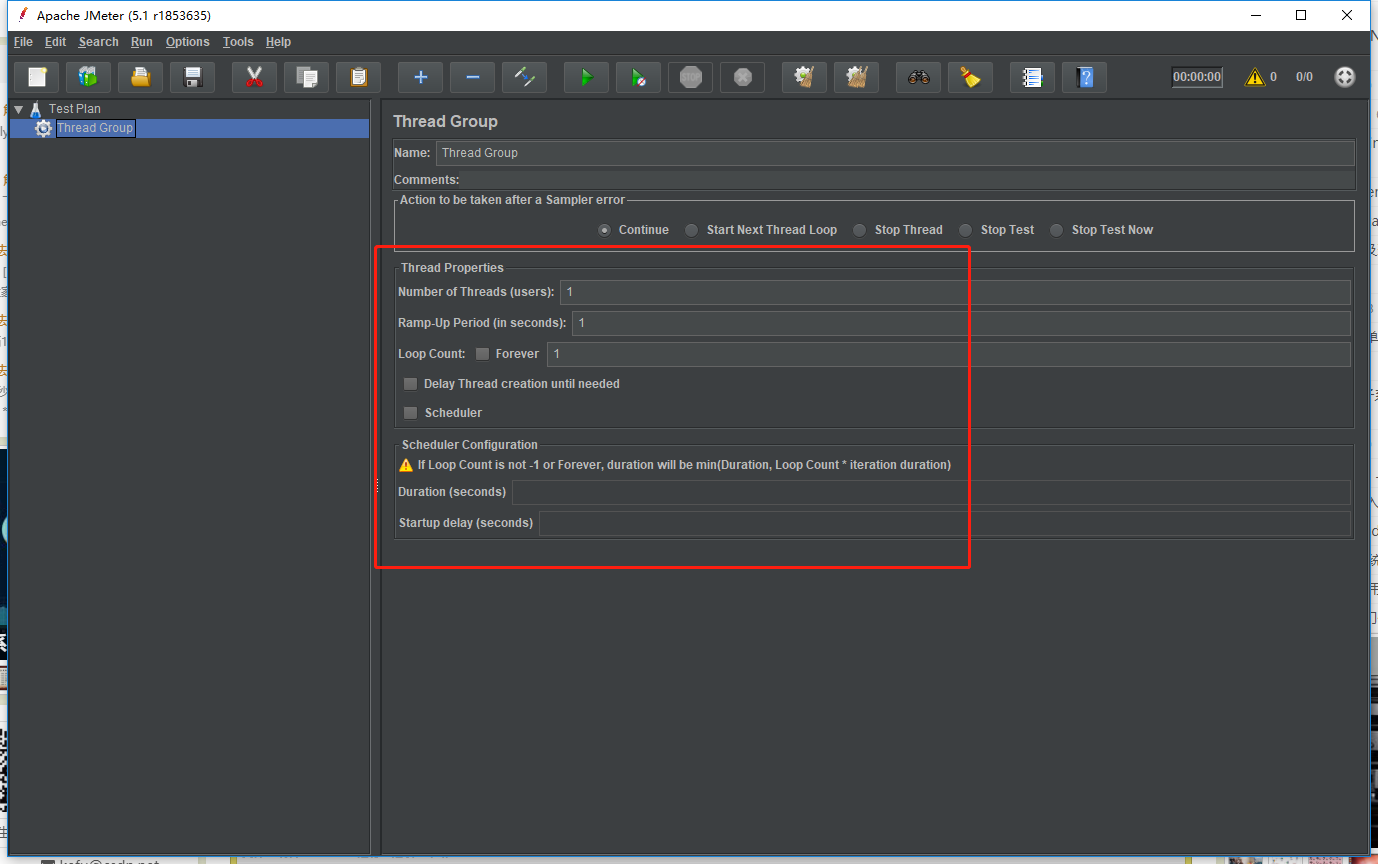 Apache JMeter (5.1 r1853635)
File Edit Search Run Options Tools Help
STOP 00:00:00 0 0/0
Test Plan
Thread Group
Thread Group
Name: Thread Group
Comments:
Action to be taken after a Sampler error
Continue Start Next Thread Loop Stop Thread Stop Test Stop Test Now
Thread Properties
Number of Threads (users): 1
Ramp-Up Period (in seconds): 1
Loop Count: Forever 1
Delay Thread creation until needed
Scheduler
Scheduler Configuration
If Loop Count is not -1 or Forever, duration will be min(Duration, Loop Count * iteration duration)
Duration (seconds)
Startup delay (seconds)